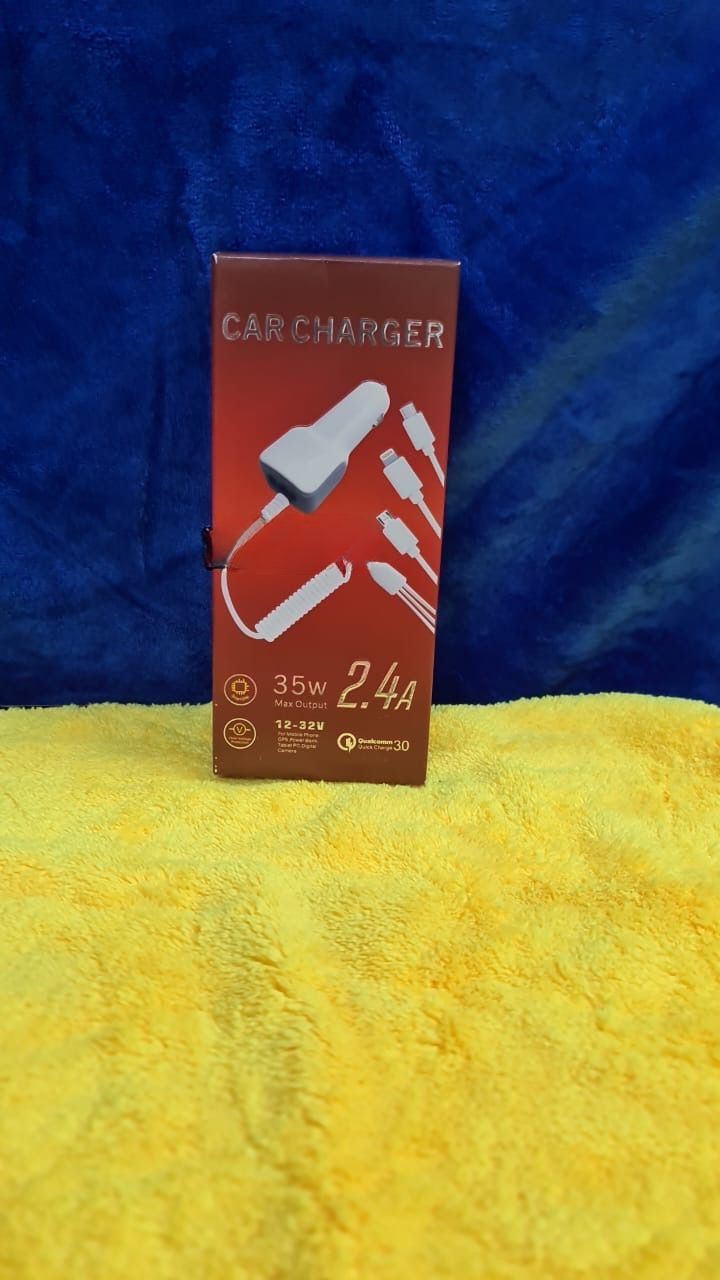 CAR CHARGER
35W
Max Output
2.4A
12-32V
For Mobile Phone,
GPS, Power Bank,
Tablet PC, Digital
Camera
Qualcomm
Quick Charge 3.0